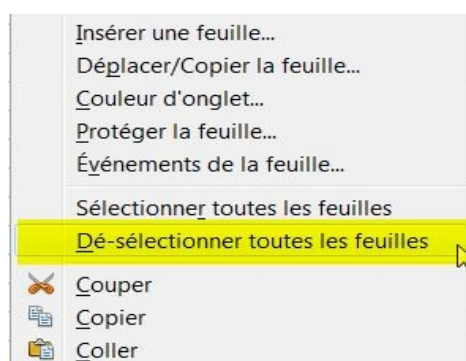 Insérer une feuille...
Déplacer/Copier la feuille...
Couleur d'onglet...
Protéger la feuille...
Événements de la feuille...
Sélectionner toutes les feuilles
Dé-sélectionner toutes les feuilles
Couper
Copier
Coller